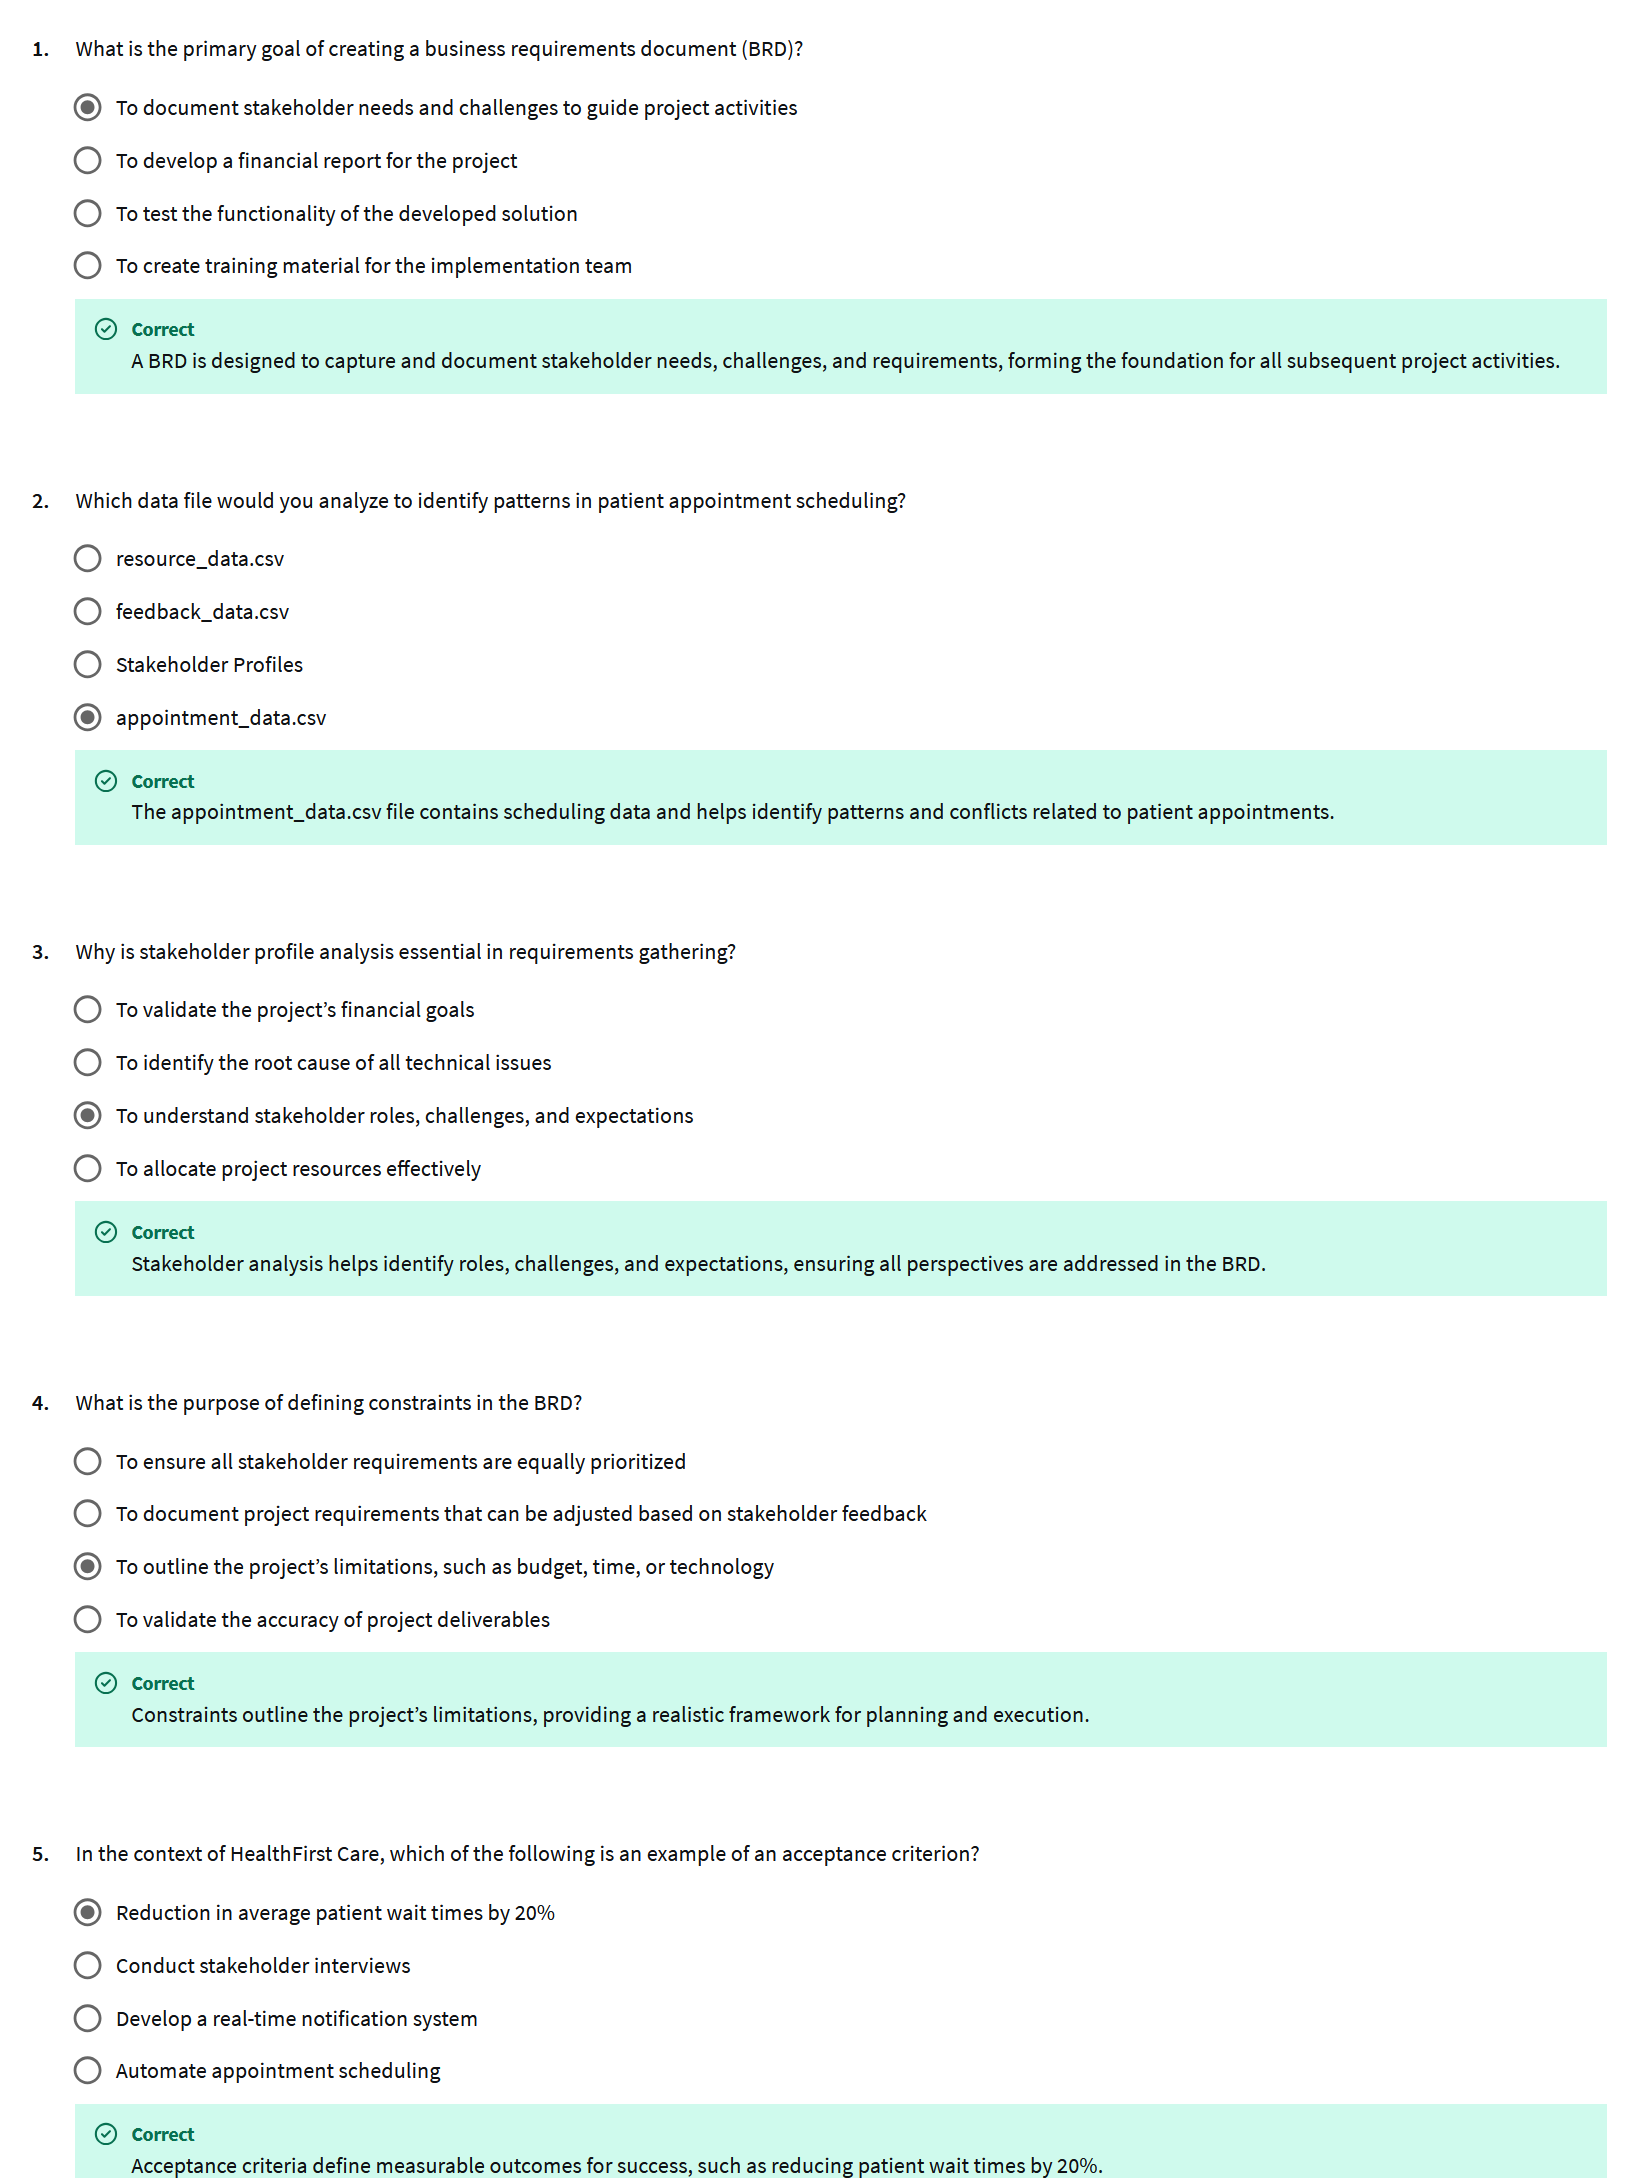 1. What is the primary goal of creating a business requirements document (BRD)?
To document stakeholder needs and challenges to guide project activities
To develop a financial report for the project
To test the functionality of the developed solution
To create training material for the implementation team
Correct
A BRD is designed to capture and document stakeholder needs, challenges, and requirements, forming the foundation for all subsequent project activities.
2. Which data file would you analyze to identify patterns in patient appointment scheduling?
resource_data.csv
feedback_data.csv
Stakeholder Profiles
appointment_data.csv
Correct
The appointment_data.csv file contains scheduling data and helps identify patterns and conflicts related to patient appointments.
3. Why is stakeholder profile analysis essential in requirements gathering?
To validate the project’s financial goals
To identify the root cause of all technical issues
To understand stakeholder roles, challenges, and expectations
To allocate project resources effectively
Correct
Stakeholder analysis helps identify roles, challenges, and expectations, ensuring all perspectives are addressed in the BRD.
4. What is the purpose of defining constraints in the BRD?
To ensure all stakeholder requirements are equally prioritized
To document project requirements that can be adjusted based on stakeholder feedback
To outline the project’s limitations, such as budget, time, or technology
To validate the accuracy of project deliverables
Correct
Constraints outline the project’s limitations, providing a realistic framework for planning and execution.
5. In the context of HealthFirst Care, which of the following is an example of an acceptance criterion?
Reduction in average patient wait times by 20%
Conduct stakeholder interviews
Develop a real-time notification system
Automate appointment scheduling
Correct
Acceptance criteria define measurable outcomes for success, such as reducing patient wait times by 20%.